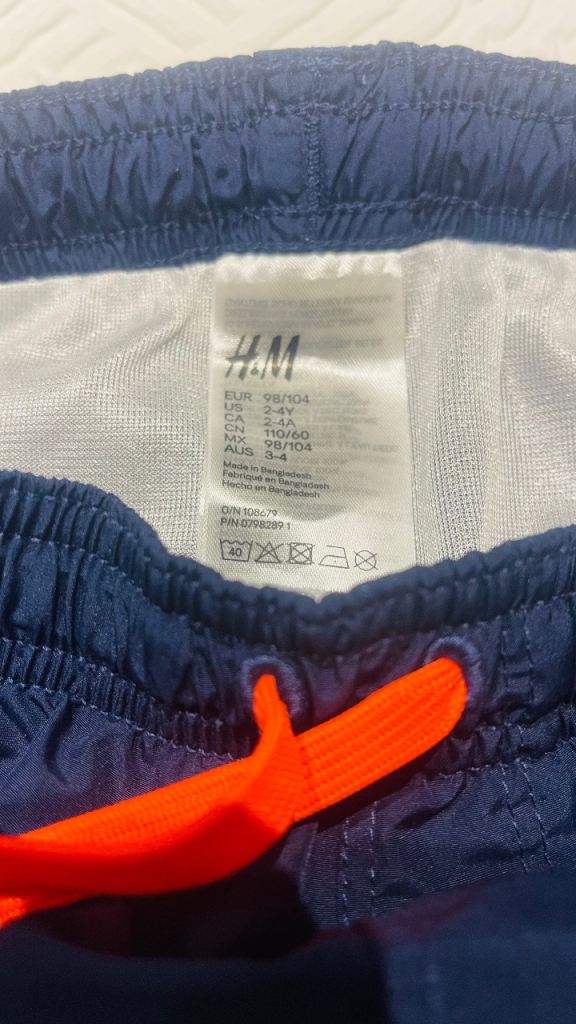 H&M
EUR 98/104
US 2-4Y
CA 2-4A
CN 110/60
MX 98/104
AUS 3-4
Made in Bangladesh
Fabriqué en Bangladesh
Hecho en Bangladesh
O/N 108679
P/N 0798289 1
40